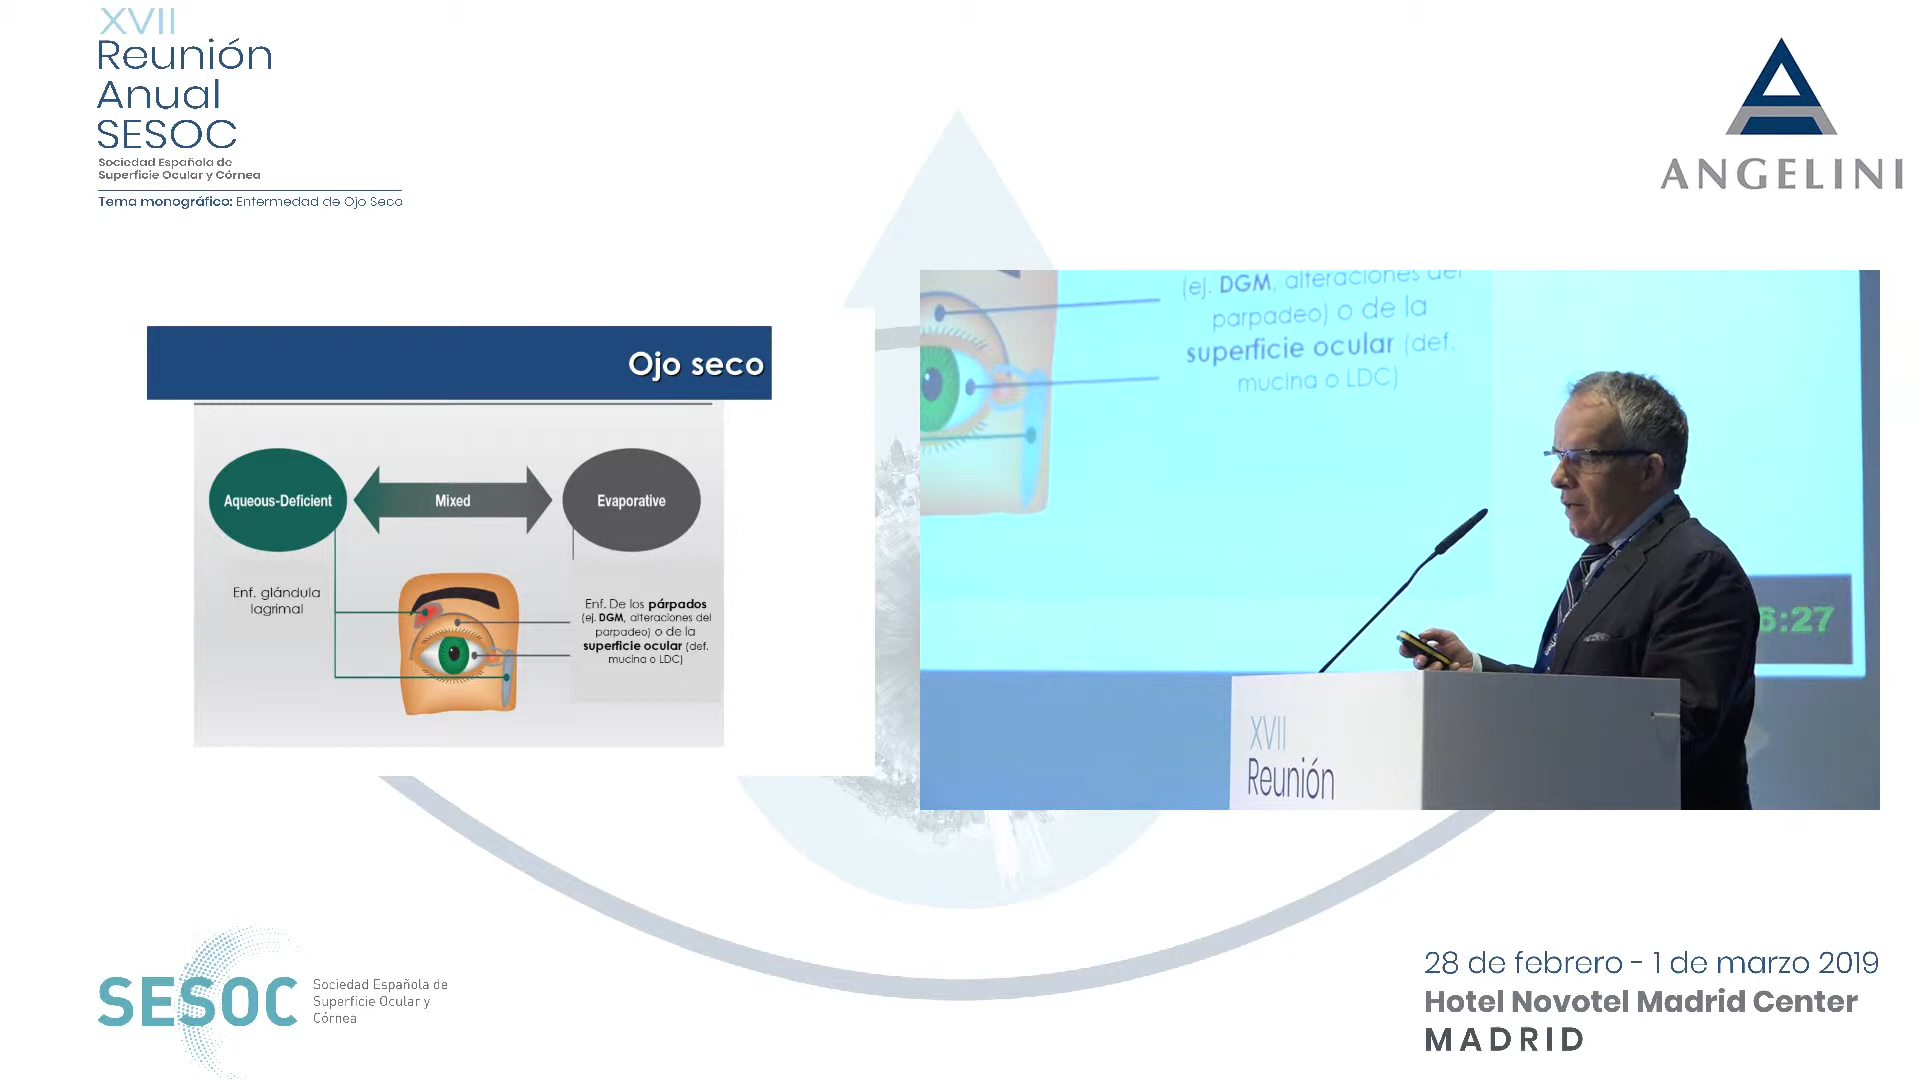 XVII
Reunión
Anual
SESOC
Sociedad Española de
Superficie Ocular y Córnea
Tema monográfico: Enfermedad de Ojo Seco
ANGELINI
Ojo seco
Aqueous-Deficient
Mixed
Evaporative
Enf. glándula
lagrimal
Enf. De los párpados
(ej. DGM, alteraciones del
parpadeo) o de la
superficie ocular (def.
mucina o LDC)
(ej. DGM, alteraciones del
parpadeo) o de la
superficie ocular (def.
mucina o LDC)
6:27
XVII
Reunión
SESOC
Sociedad Española de
Superficie Ocular y
Córnea
28 de febrero - 1 de marzo 2019
Hotel Novotel Madrid Center
MADRID